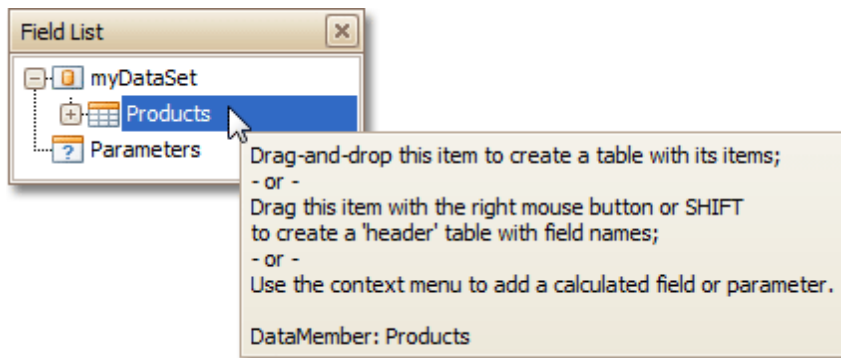 Field List
myDataSet
Products
Parameters
Drag-and-drop this item to create a table with its items;
- or -
Drag this item with the right mouse button or SHIFT
to create a 'header' table with field names;
- or -
Use the context menu to add a calculated field or parameter.
DataMember: Products